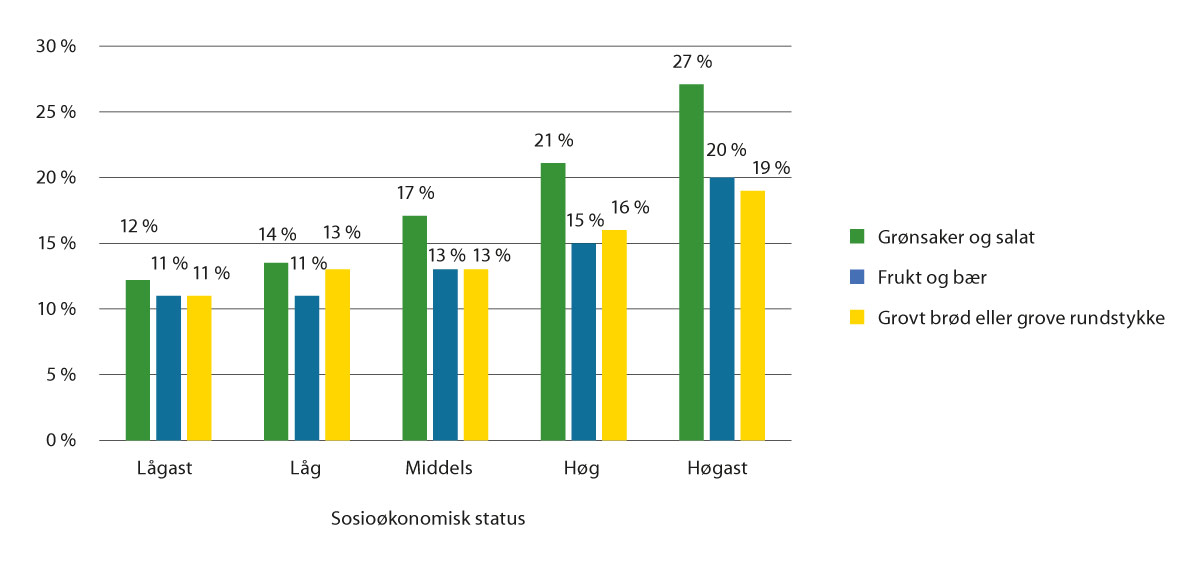 30 %
25 %
20 %
15 %
10 %
5 %
0 %
12 %
11 %
11 %
14 %
11 %
13 %
17 %
13 %
13 %
21 %
15 %
16 %
27 %
20 %
19 %
Lågast
Låg
Middels
Høg
Høgast
Sosioøkonomisk status
Grønsaker og salat
Frukt og bær
Grovt brød eller grove rundstykke